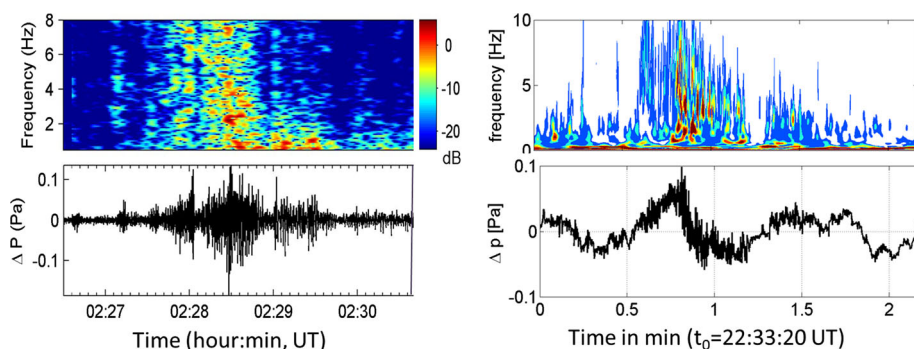 Frequency (Hz)
8
6
4
2
0
-10
-20
dB
Δ P (Pa)
0.1
0
-0.1
02:27 02:28 02:29 02:30
Time (hour:min, UT)
frequency [Hz]
10
5
0
Δ p [Pa]
0.1
0
-0.1
0 0.5 1 1.5 2
Time in min (t₀=22:33:20 UT)